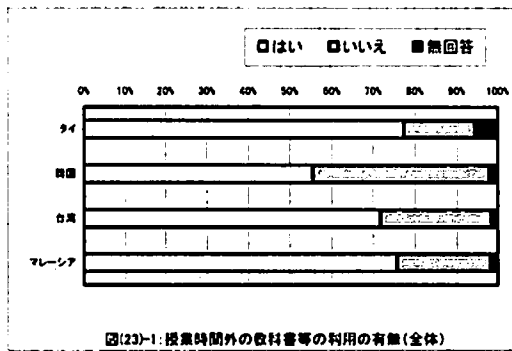 はい いいえ 無回答
0% 10% 20% 30% 40% 50% 60% 70% 80% 90% 100%
タイ
韓国
台湾
マレーシア
図(23)-1:授業時間外の教科書等の利用の有無(全体)